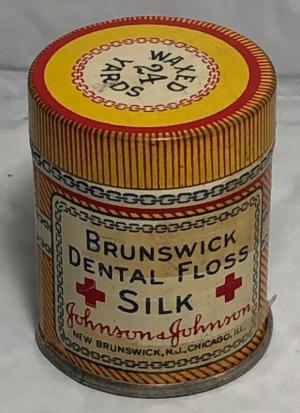 WAXED
24
YARDS
BRUNSWICK
DENTAL FLOSS
SILK
Johnson & Johnson
NEW BRUNSWICK, N.J., CHICAGO, ILL.